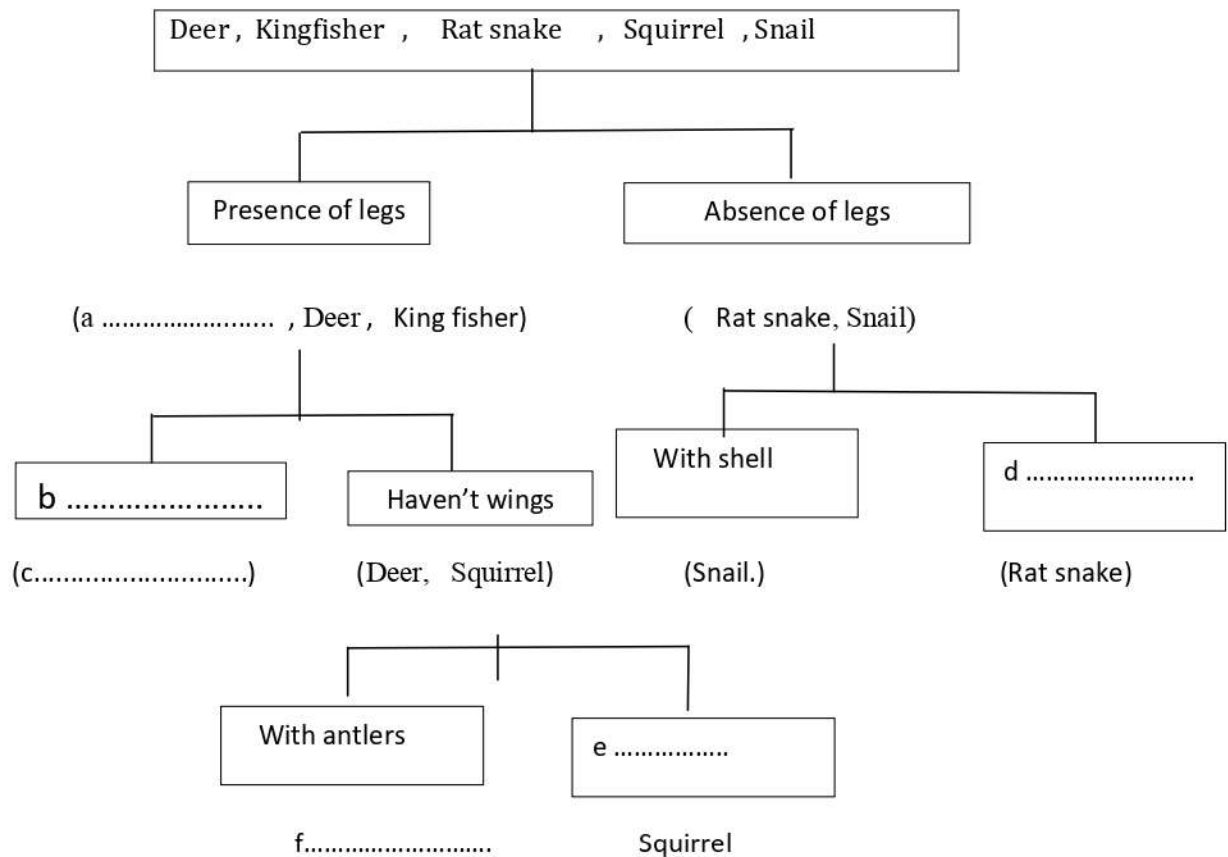 Deer, Kingfisher, Rat snake, Squirrel, Snail
Presence of legs
Absence of legs
(a .........................., Deer, King fisher)
( Rat snake, Snail)
b ........................
Haven't wings
With shell
d ........................
(c..............................)
(Deer, Squirrel)
(Snail.)
(Rat snake)
With antlers
e .................
f............................
Squirrel